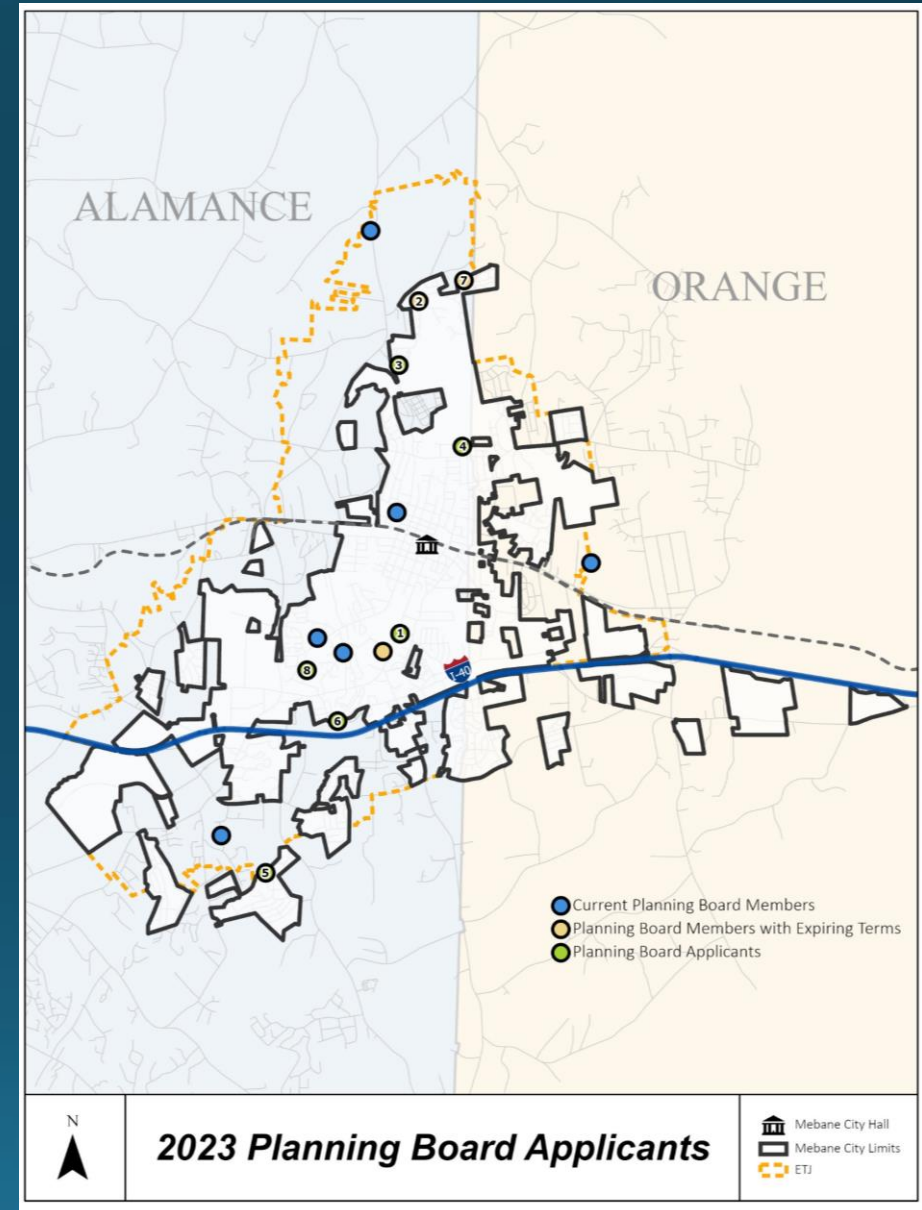 ALAMANCE
ORANGE
7
2
3
4
1
8
I-40
6
5
Current Planning Board Members
Planning Board Members with Expiring Terms
Planning Board Applicants
N
2023 Planning Board Applicants
Mebane City Hall
Mebane City Limits
ETJ